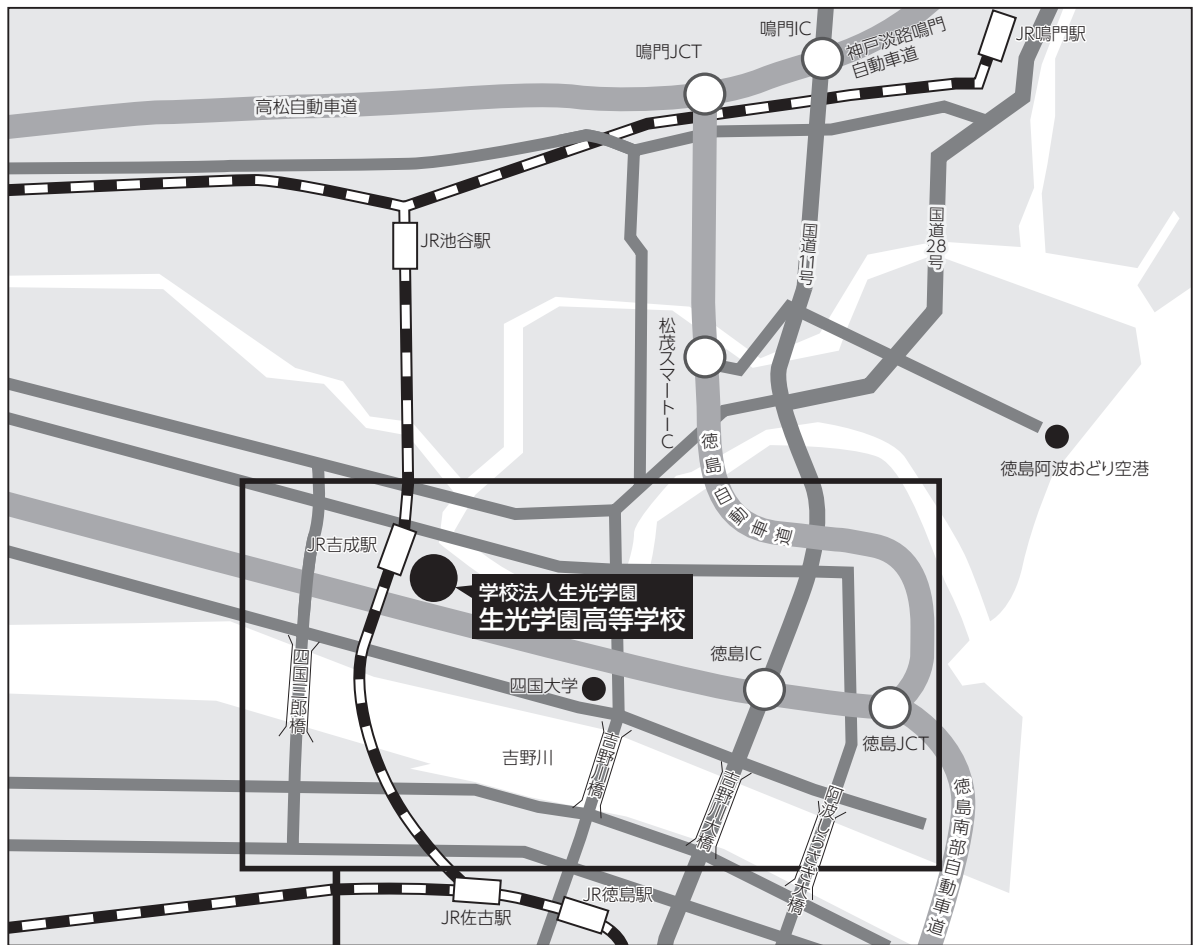 鳴門IC
JR鳴門駅
鳴門JCT
神戸淡路鳴門
自動車道
高松自動車道
JR池谷駅
国道11号
国道28号
松茂スマートIC
徳島自動車道
徳島阿波おどり空港
JR吉成駅
学校法人生光学園
生光学園高等学校
徳島IC
四国三郎橋
四国大学
徳島JCT
吉野川
吉野川橋
吉野川大橋
阿波しらさぎ大橋
徳島南部自動車道
JR徳島駅
JR佐古駅